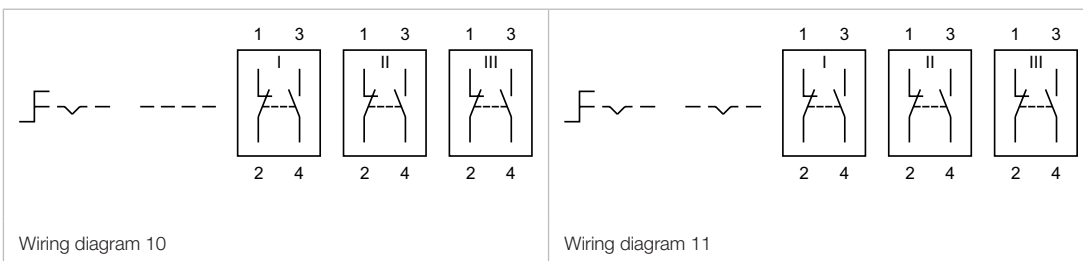 1 3 1 3 1 3
I II III
2 4 2 4 2 4
Wiring diagram 10
1 3 1 3 1 3
I II III
2 4 2 4 2 4
Wiring diagram 11